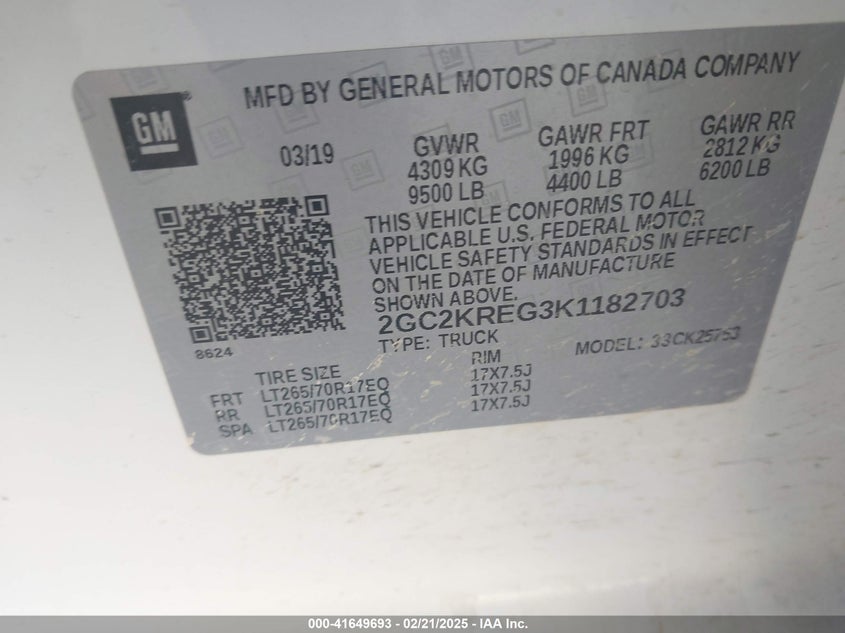 MFD BY GENERAL MOTORS OF CANADA COMPANY
GM
03/19 GVWR GAWR FRT GAWR RR
4309 KG 1996 KG 2812 KG
9500 LB 4400 LB 6200 LB
THIS VEHICLE CONFORMS TO ALL
APPLICABLE U.S. FEDERAL MOTOR
VEHICLE SAFETY STANDARDS IN EFFECT
ON THE DATE OF MANUFACTURE
SHOWN ABOVE.
2GC2KREG3K1182703
8624 TYPE: TRUCK MODEL:
TIRE SIZE RIM
FRT LT265/70R17EQ 17X7.5J
RR LT265/70R17EQ 17X7.5J
SPA LT265/70R17EQ 17X7.5J
000-41649693 - 02/21/2025 - IAA Inc.